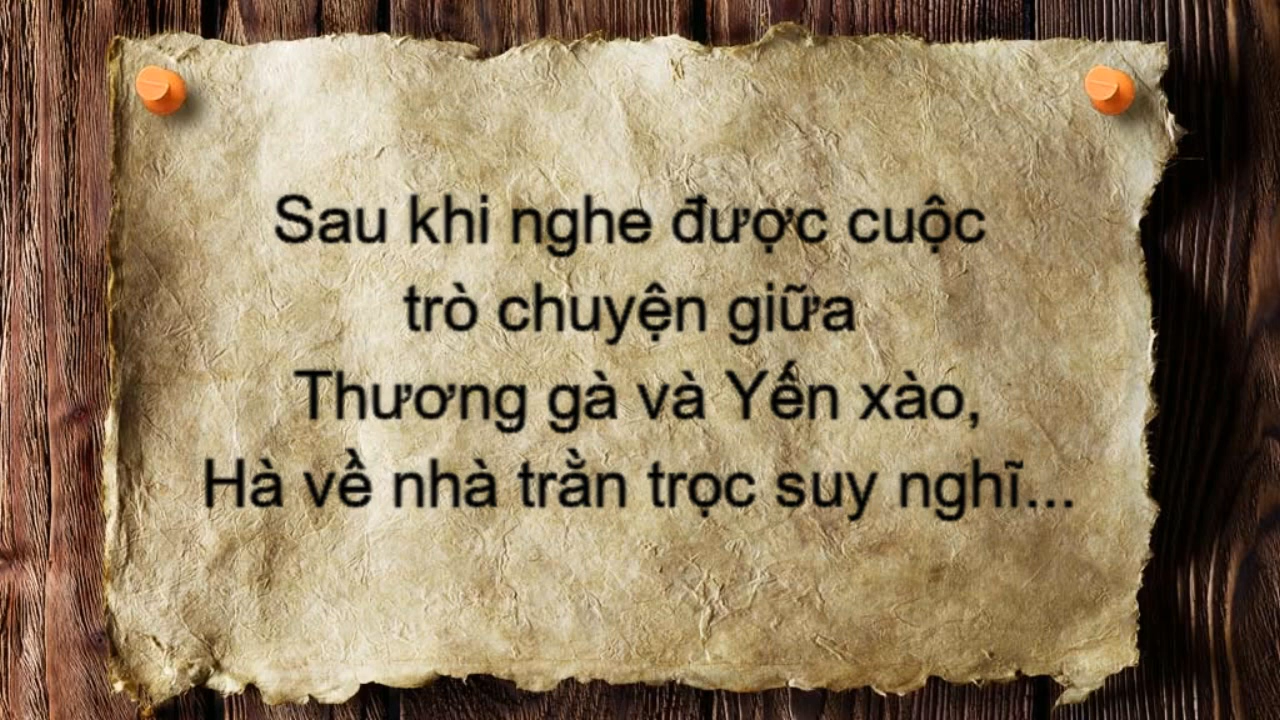 Sau khi nghe được cuộc
trò chuyện giữa
Thương gà và Yến xào,
Hà về nhà trằn trọc suy nghĩ...